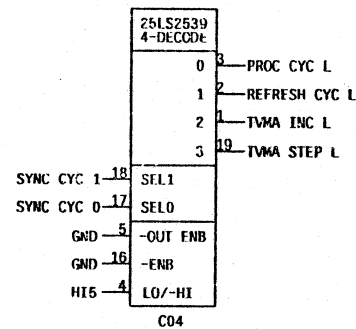 25LS2539
4-DECODE
0 3 PROC CYC L
1 2 REFRESH CYC L
2 1 TVMA INC L
3 19 TVMA STEP L
SYNC CYC 1 18 SEL1
SYNC CYC 0 17 SEL0
GND 5 -OUT ENB
GND 16 -ENB
HI5 4 LO/-HI
C04